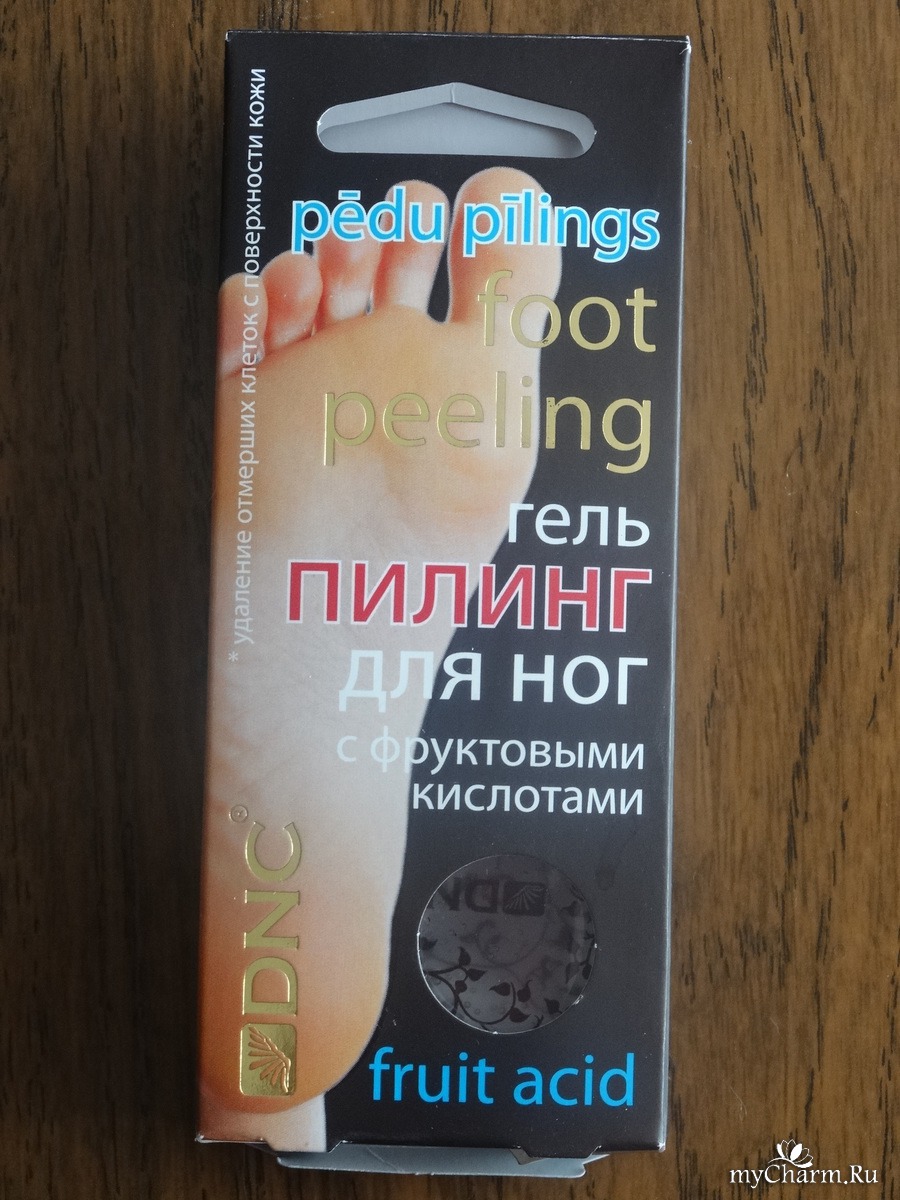 pēdu pīlings
foot
peeling
гель
ПИЛИНГ
для ног
с фруктовыми
кислотами
* удаление отмерших клеток с поверхности кожи
DNC®
DNC
fruit acid
myCharm.Ru